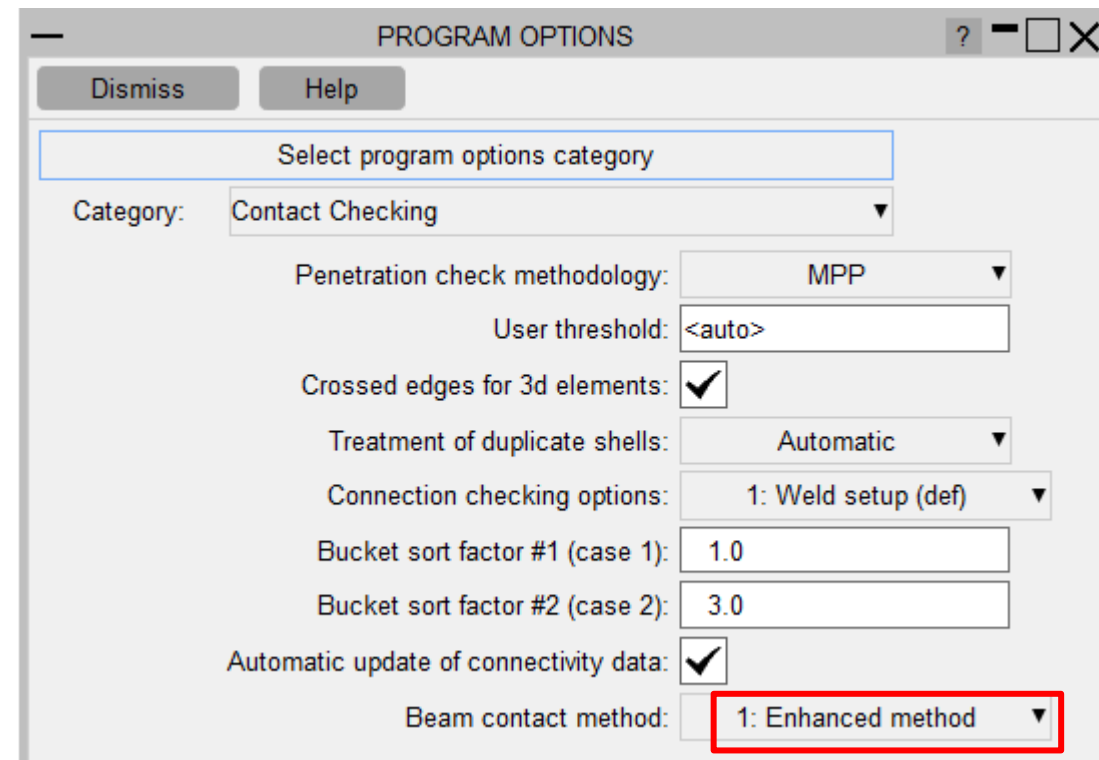 PROGRAM OPTIONS ?
Dismiss Help
Select program options category
Category: Contact Checking
Penetration check methodology: MPP
User threshold: <auto>
Crossed edges for 3d elements:
Treatment of duplicate shells: Automatic
Connection checking options: 1: Weld setup (def)
Bucket sort factor #1 (case 1): 1.0
Bucket sort factor #2 (case 2): 3.0
Automatic update of connectivity data:
Beam contact method: 1: Enhanced method